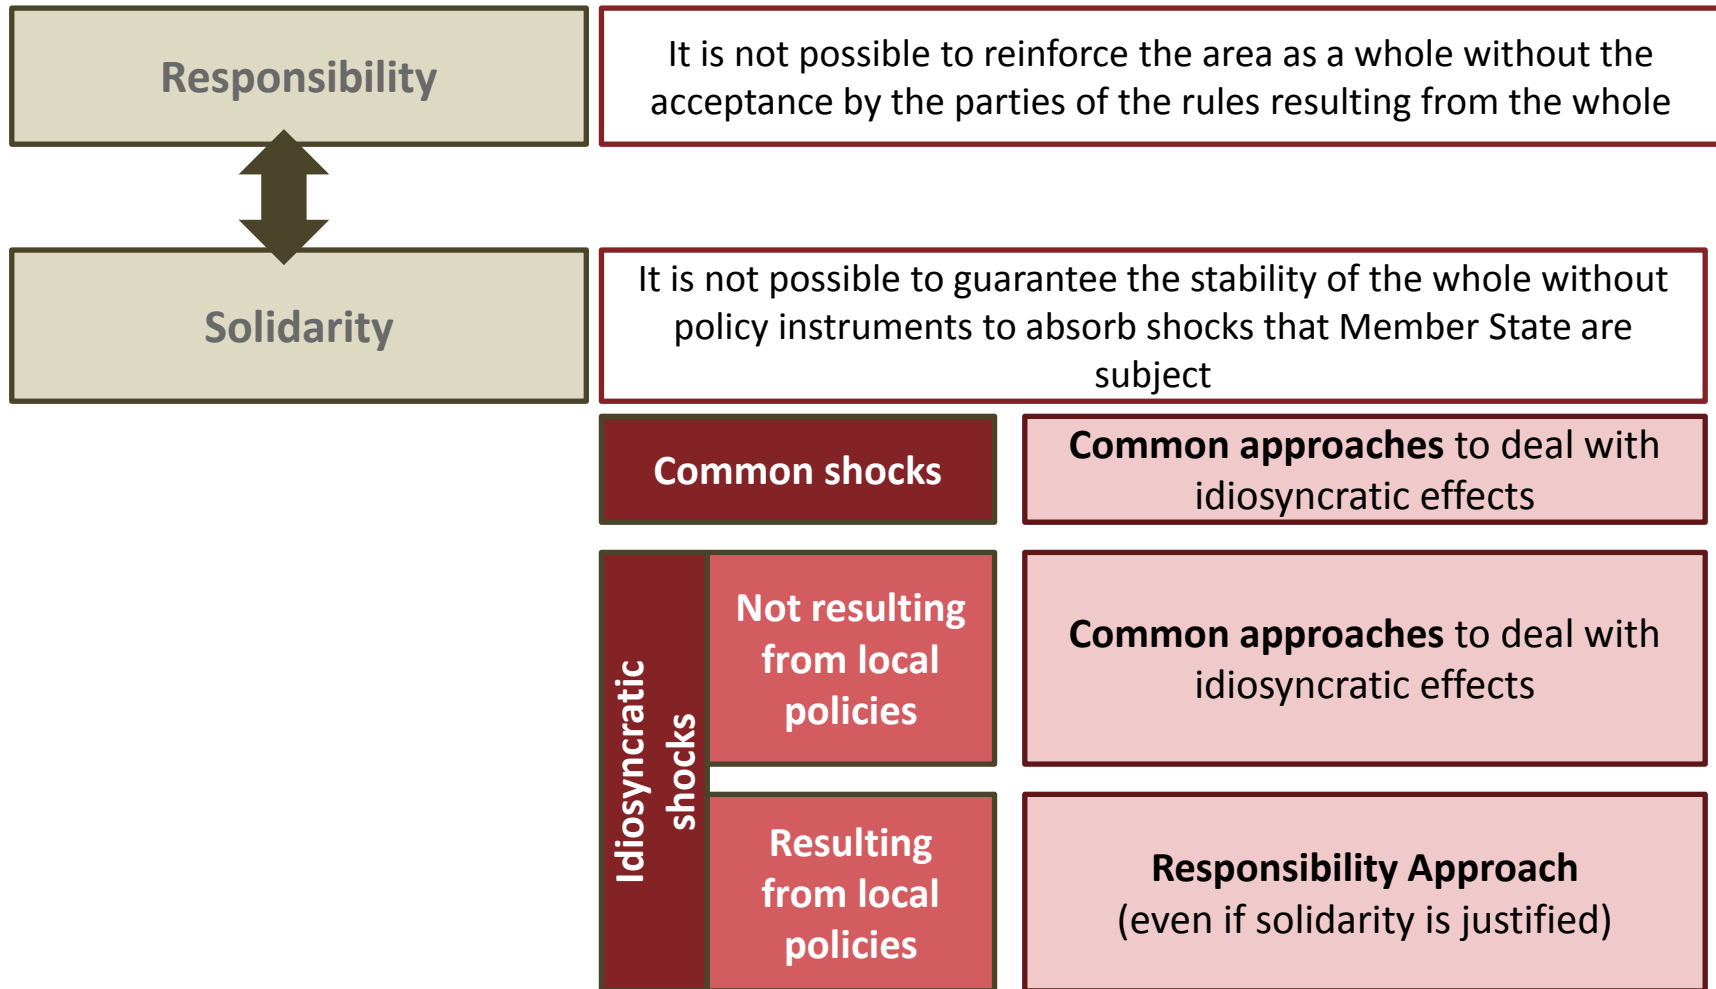 Responsibility
It is not possible to reinforce the area as a whole without the
acceptance by the parties of the rules resulting from the whole
Solidarity
It is not possible to guarantee the stability of the whole without
policy instruments to absorb shocks that Member State are
subject
Common shocks
Common approaches to deal with
idiosyncratic effects
Idiosyncratic
shocks
Not resulting
from local
policies
Common approaches to deal with
idiosyncratic effects
Resulting
from local
policies
Responsibility Approach
(even if solidarity is justified)